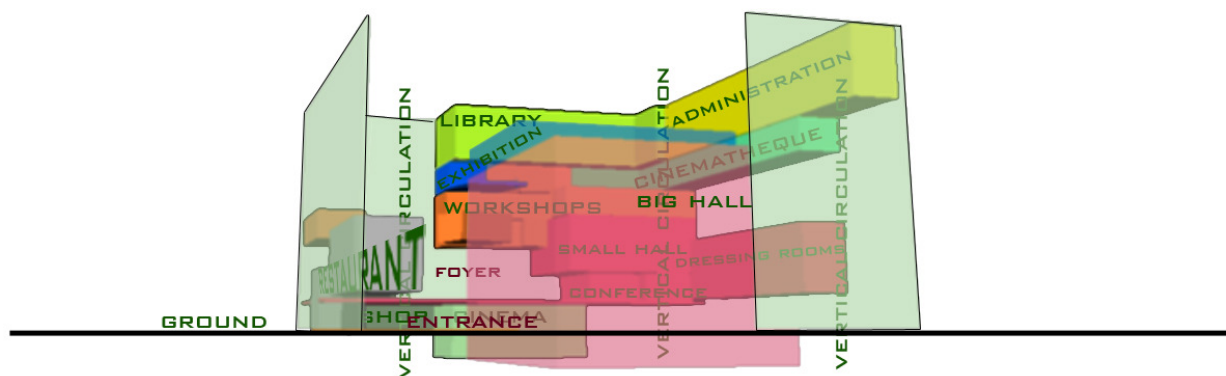 ADMINISTRATION
LIBRARY
EXHIBITION
CINEMATHEQUE
WORKSHOPS
BIG HALL
SMALL HALL
DRESSING ROOMS
RESTAURANT
FOYER
CONFERENCE
GROUND
SHOP
ENTRANCE
CINEMA
VERTICAL CIRCULATION
VERTICAL CIRCULATION
VERTICAL CIRCULATION